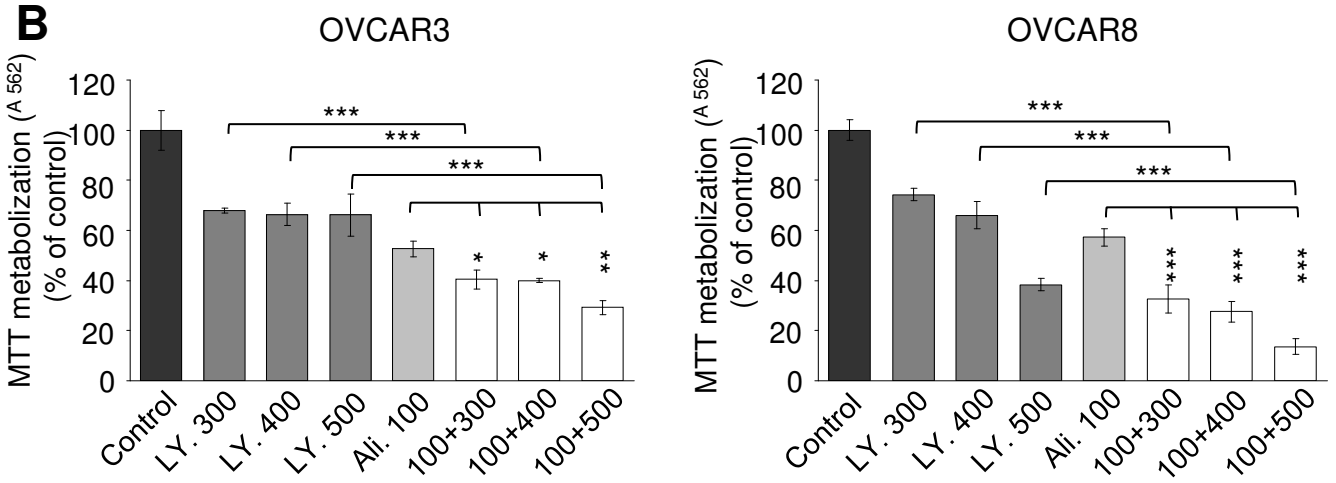 B
OVCAR3
MTT metabolization (A 562)
(% of control)
120
100
80
60
40
20
0
***
***
***
*
*
**
Control
LY. 300
LY. 400
LY. 500
Ali. 100
100+300
100+400
100+500
OVCAR8
MTT metabolization (A 562)
(% of control)
120
100
80
60
40
20
0
***
***
***
***
***
***
Control
LY. 300
LY. 400
LY. 500
Ali. 100
100+300
100+400
100+500